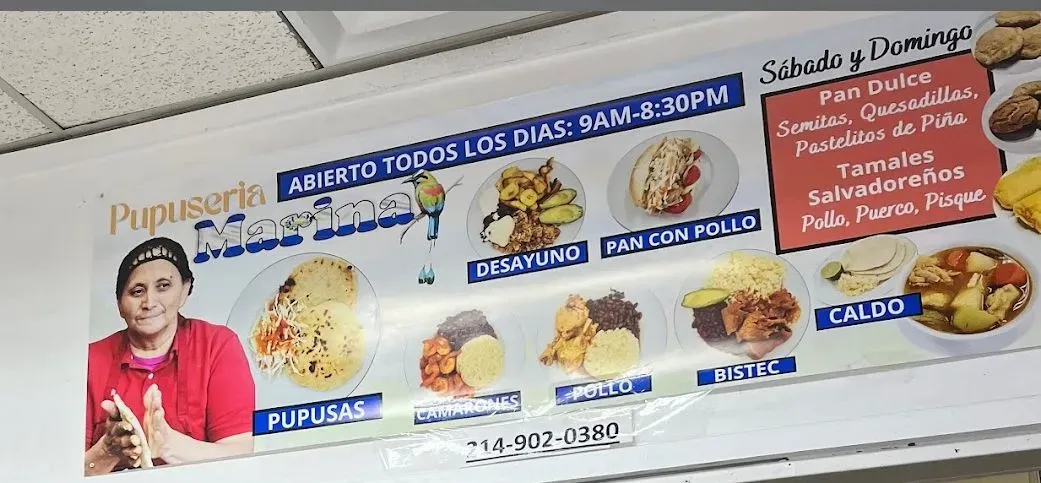 Pupuseria
Marina
ABIERTO TODOS LOS DIAS: 9AM-8:30PM
DESAYUNO
PAN CON POLLO
PUPUSAS
CAMARONES
POLLO
BISTEC
CALDO
Sábado y Domingo
Pan Dulce
Semitas, Quesadillas,
Pastelitos de Piña
Tamales
Salvadoreños
Pollo, Puerco, Pisque
214-902-0380